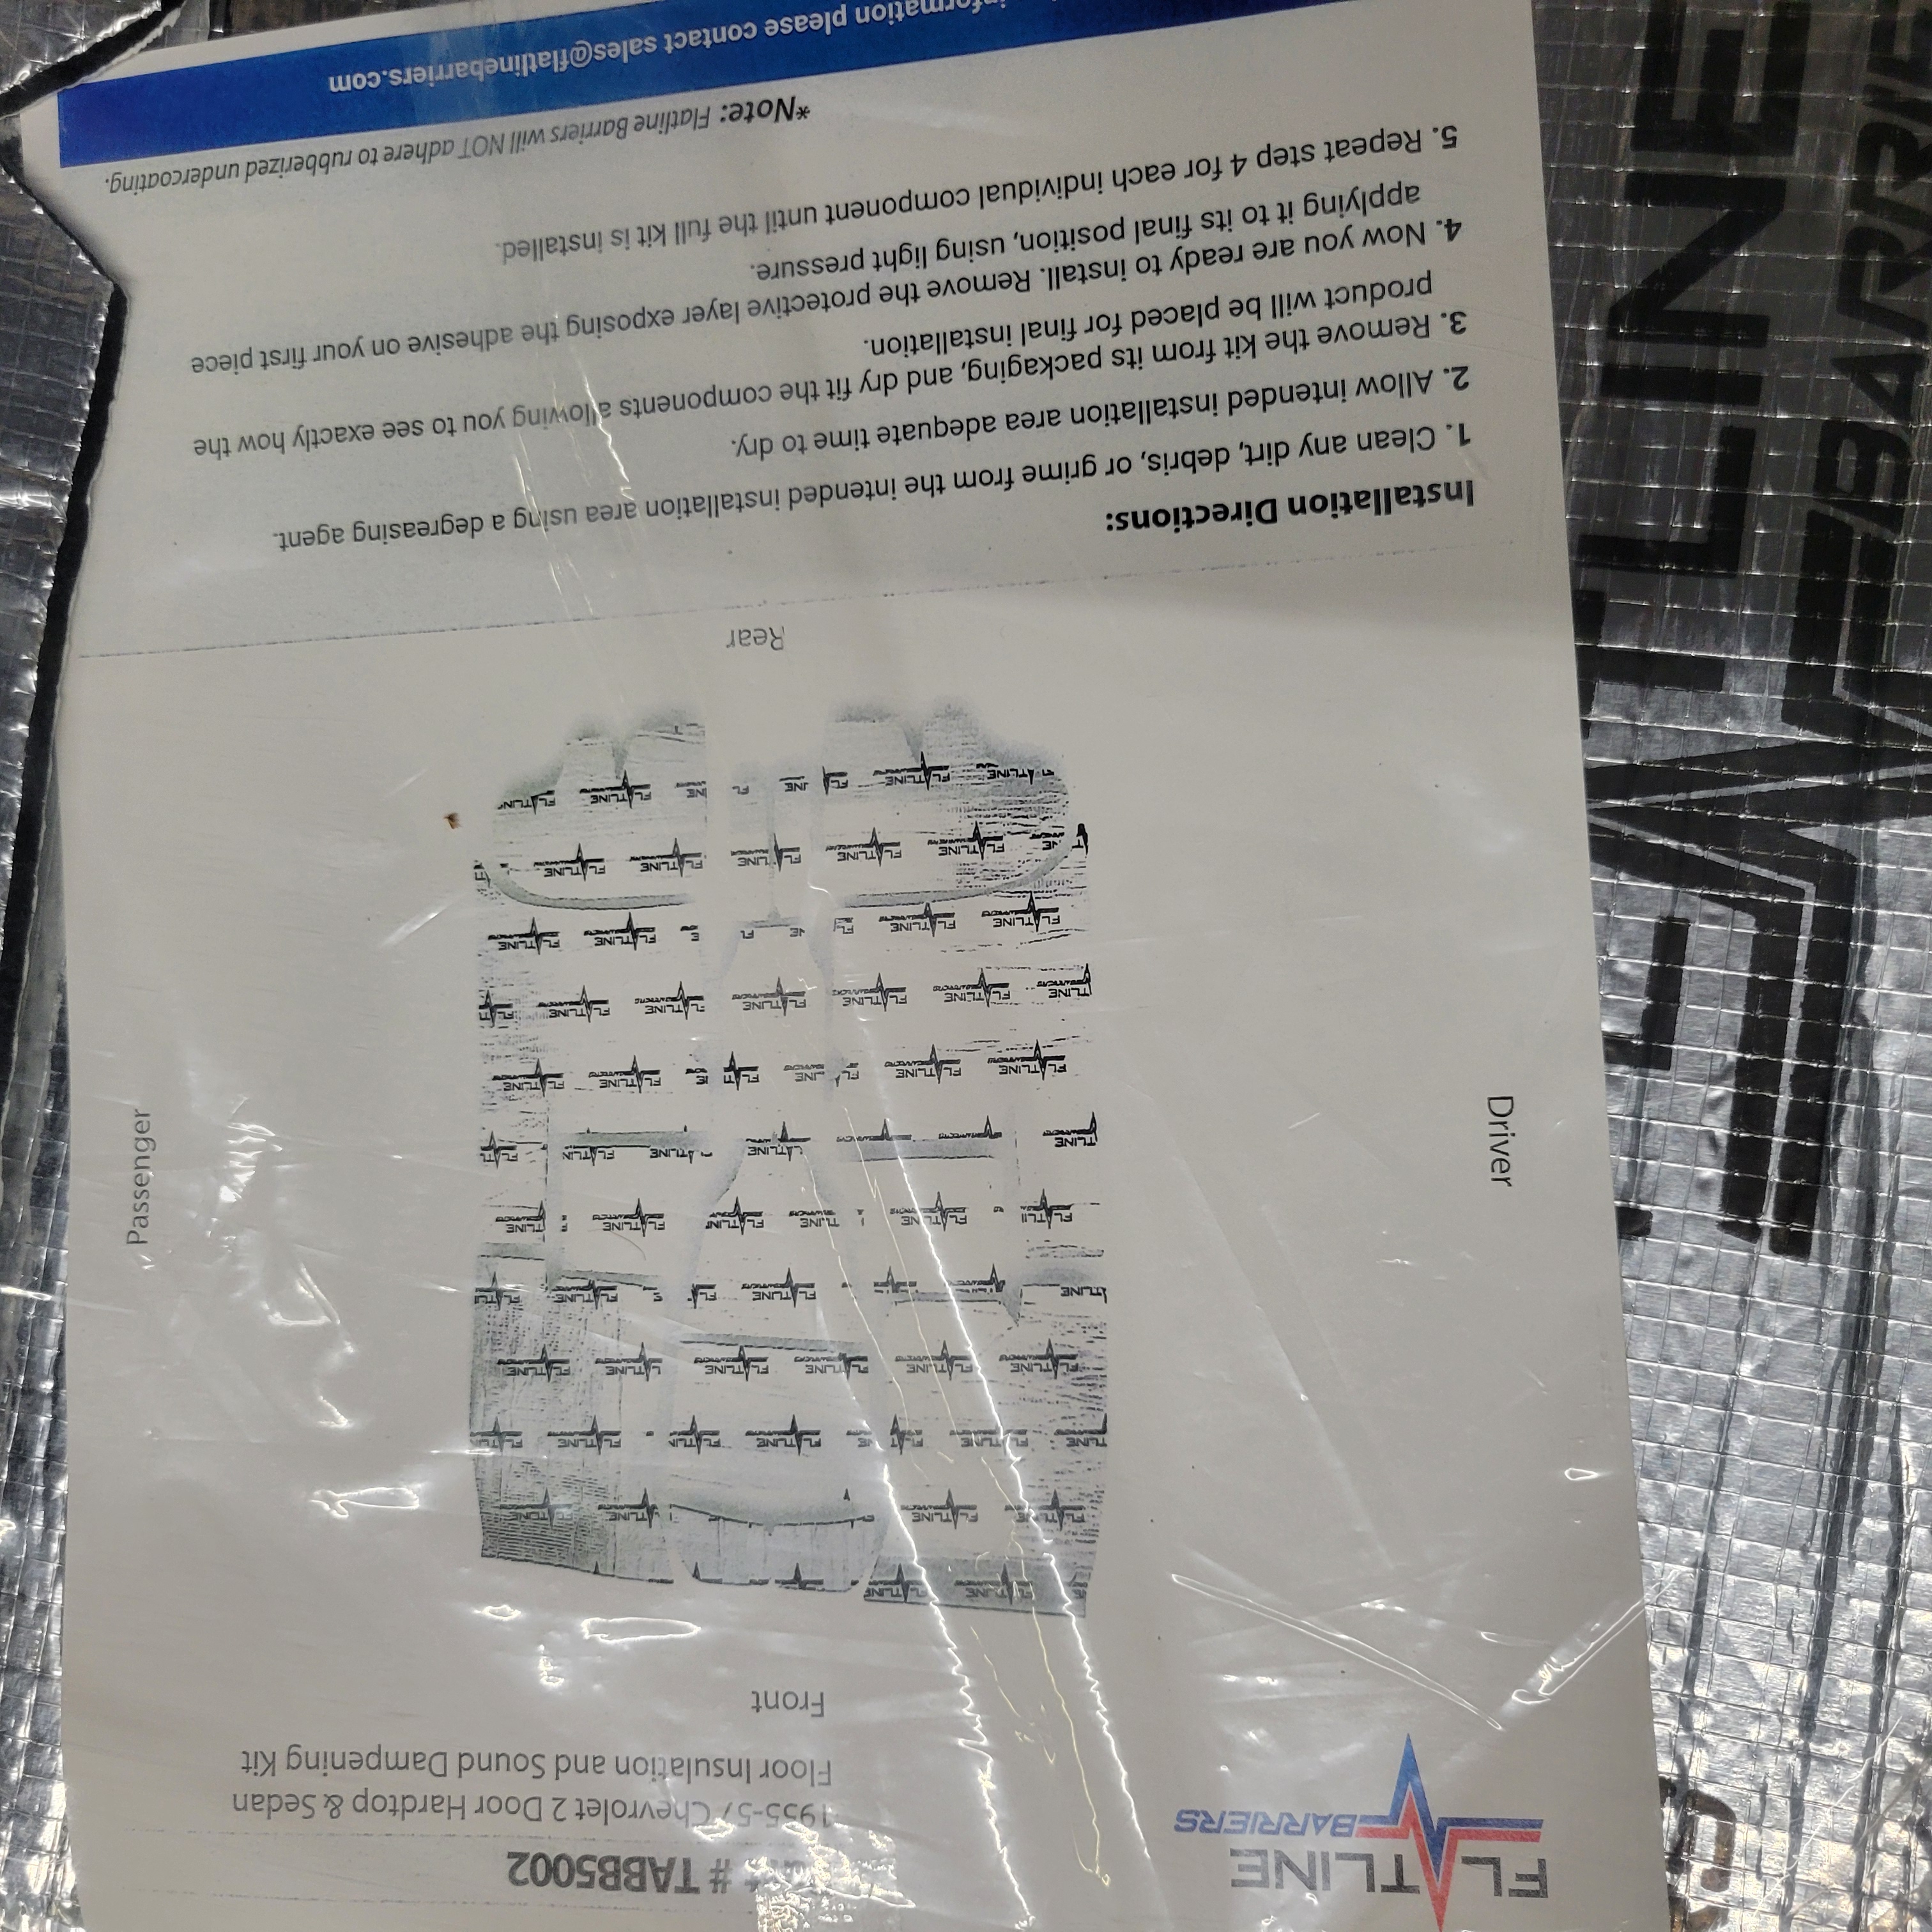 FLATLINE
BARRIERS
# TABB5002
1955-57 Chevrolet 2 Door Hardtop & Sedan
Floor Insulation and Sound Dampening Kit
Front
Driver
Passenger
Rear
Installation Directions:
1. Clean any dirt, debris, or grime from the intended installation area using a degreasing agent.
2. Allow intended installation area adequate time to dry.
3. Remove the kit from its packaging, and dry fit the components allowing you to see exactly how the
product will be placed for final installation.
4. Now you are ready to install. Remove the protective layer exposing the adhesive on your first piece
applying it to its final position, using light pressure.
5. Repeat step 4 for each individual component until the full kit is installed.
*Note: Flatline Barriers will NOT adhere to rubberized undercoating.
information please contact sales@flatlinebarriers.com